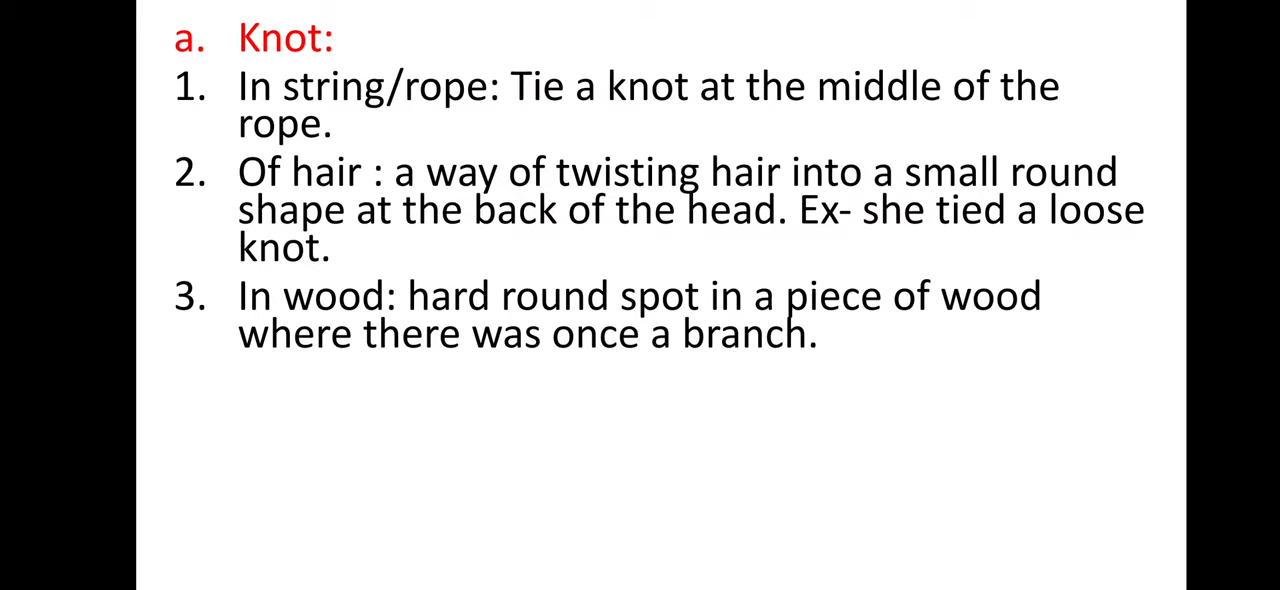 a. Knot:
1. In string/rope: Tie a knot at the middle of the
rope.
2. Of hair : a way of twisting hair into a small round
shape at the back of the head. Ex- she tied a loose
knot.
3. In wood: hard round spot in a piece of wood
where there was once a branch.